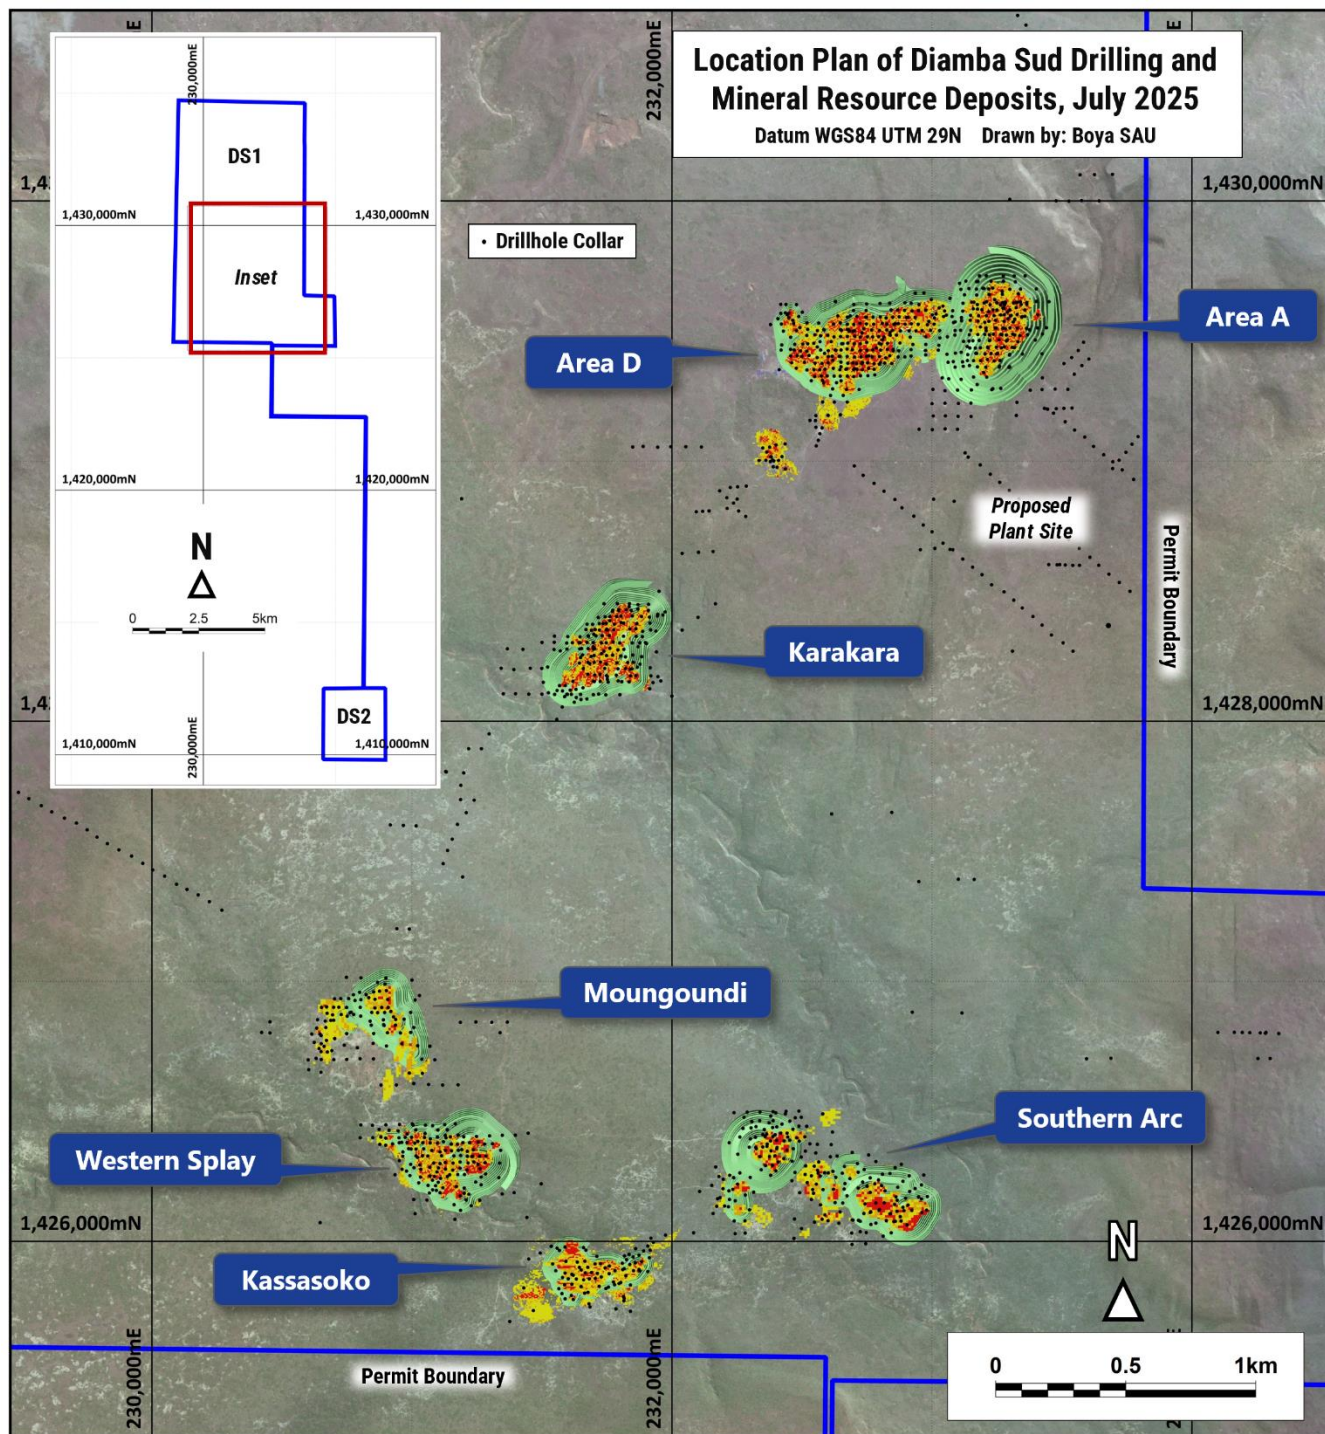 Location Plan of Diamba Sud Drilling and
Mineral Resource Deposits, July 2025
Datum WGS84 UTM 29N Drawn by: Boya SAU
230,000mE
DS1
1,430,000mN
1,430,000mN
Inset
1,420,000mN
1,420,000mN
N
0 2.5 5km
DS2
1,410,000mN
1,410,000mN
230,000mE
232,000mE
1,430,000mN
• Drillhole Collar
Area A
Area D
Proposed
Plant Site
Permit Boundary
Karakara
1,428,000mN
Moungoundi
Southern Arc
Western Splay
1,426,000mN
1,426,000mN
Kassasoko
N
230,000mE
232,000mE
Permit Boundary
0 0.5 1km